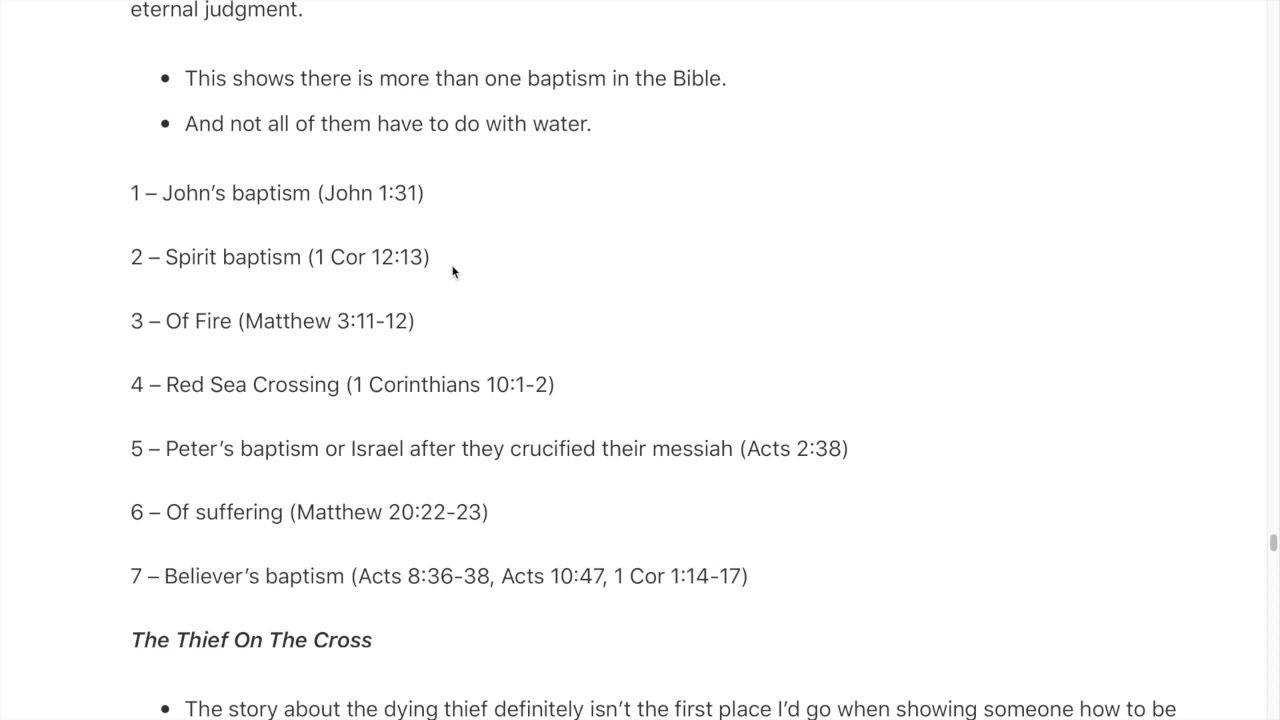 eternal judgment.
• This shows there is more than one baptism in the Bible.
• And not all of them have to do with water.
1 – John’s baptism (John 1:31)
2 – Spirit baptism (1 Cor 12:13)
3 – Of Fire (Matthew 3:11-12)
4 – Red Sea Crossing (1 Corinthians 10:1-2)
5 – Peter’s baptism or Israel after they crucified their messiah (Acts 2:38)
6 – Of suffering (Matthew 20:22-23)
7 – Believer’s baptism (Acts 8:36-38, Acts 10:47, 1 Cor 1:14-17)
The Thief On The Cross
• The story about the dying thief definitely isn’t the first place I’d go when showing someone how to be